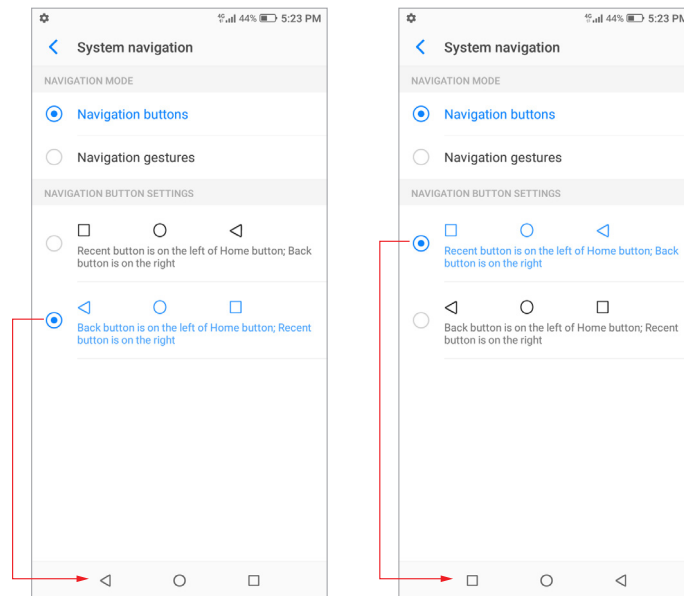 4G 44% 5:23 PM
System navigation
NAVIGATION MODE
Navigation buttons
Navigation gestures
NAVIGATION BUTTON SETTINGS
Recent button is on the left of Home button; Back
button is on the right
Back button is on the left of Home button; Recent
button is on the right
4G 44% 5:23 PM
System navigation
NAVIGATION MODE
Navigation buttons
Navigation gestures
NAVIGATION BUTTON SETTINGS
Recent button is on the left of Home button; Back
button is on the right
Back button is on the left of Home button; Recent
button is on the right